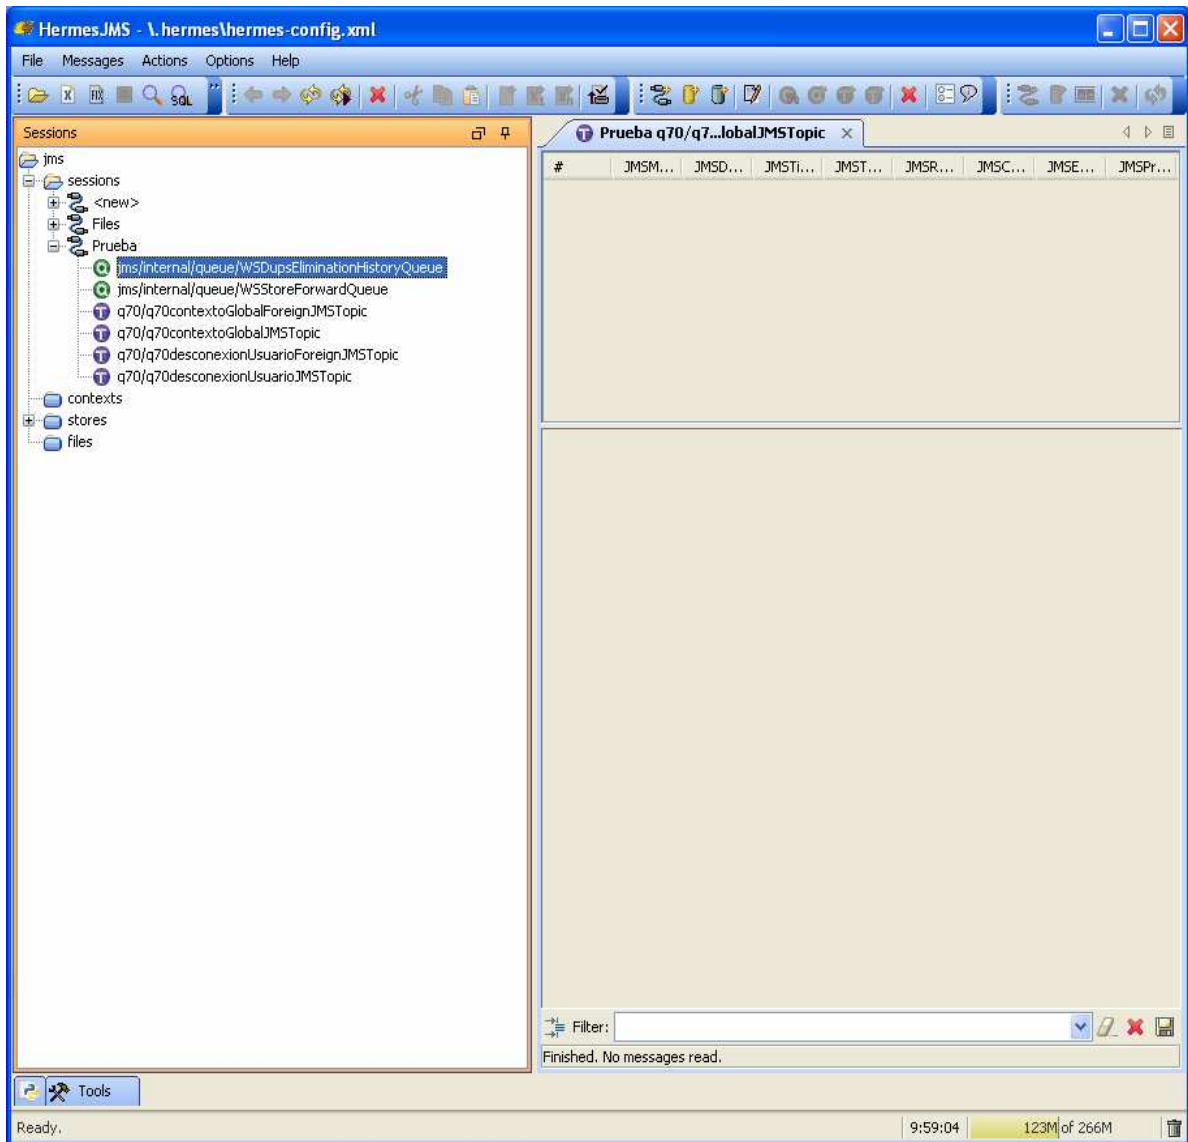 HermesJMS - \.hermes\hermes-config.xml
File Messages Actions Options Help
SQL
Sessions
Prueba q70/q7...lobalJMSTopic
jms
# JMSM... JMSD... JMSTi... JMST... JMSR... JMSC... JMSE... JMSPr...
sessions
<new>
Files
Prueba
jms/internal/queue/WSDupsEliminationHistoryQueue
jms/internal/queue/WSStoreForwardQueue
q70/q70contextoGlobalForeignJMSTopic
q70/q70contextoGlobalJMSTopic
q70/q70desconexionUsuarioForeignJMSTopic
q70/q70desconexionUsuarioJMSTopic
contexts
stores
files
Filter:
Finished. No messages read.
Tools
Ready.
9:59:04
123M of 266M